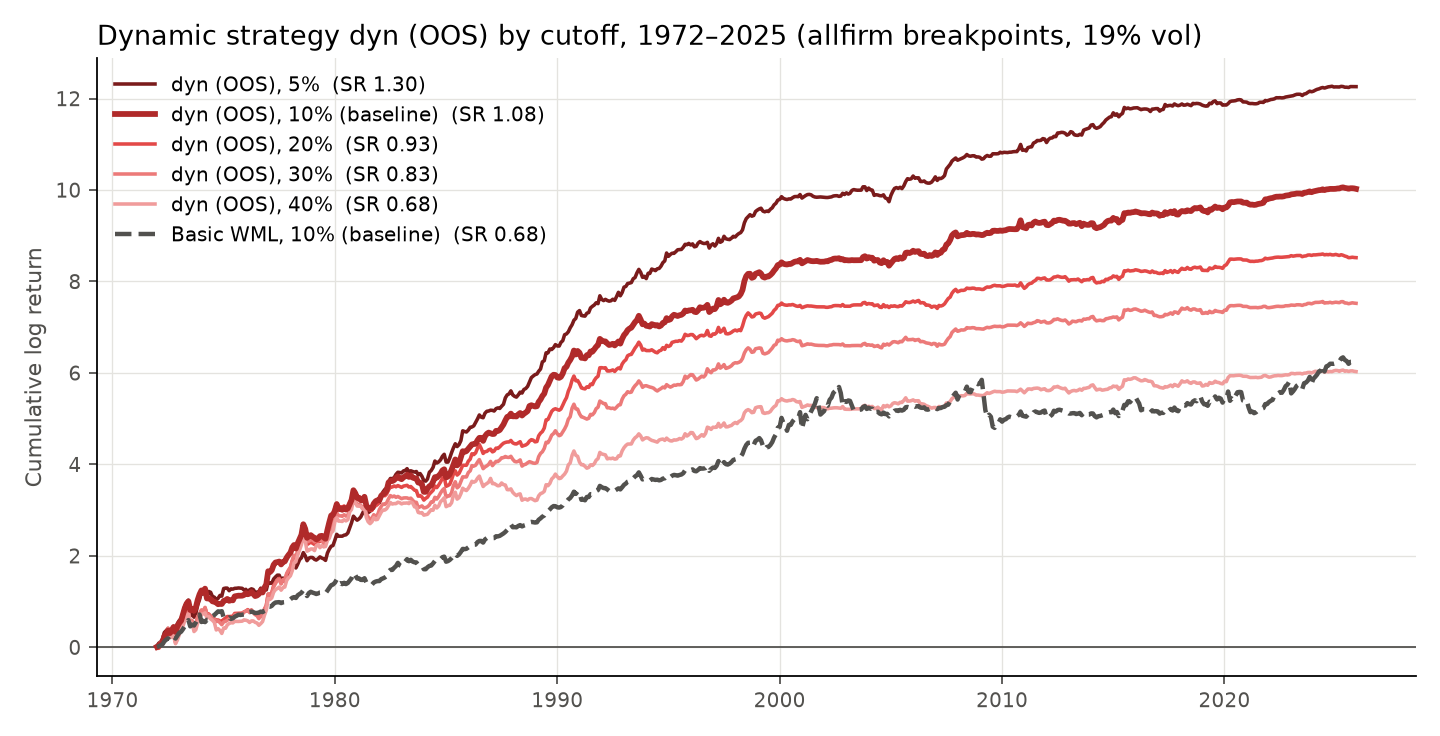 Dynamic strategy dyn (OOS) by cutoff, 1972–2025 (allfirm breakpoints, 19% vol)
dyn (OOS), 5% (SR 1.30)
dyn (OOS), 10% (baseline) (SR 1.08)
dyn (OOS), 20% (SR 0.93)
dyn (OOS), 30% (SR 0.83)
dyn (OOS), 40% (SR 0.68)
Basic WML, 10% (baseline) (SR 0.68)
Cumulative log return
12
10
8
6
4
2
0
1970 1980 1990 2000 2010 2020